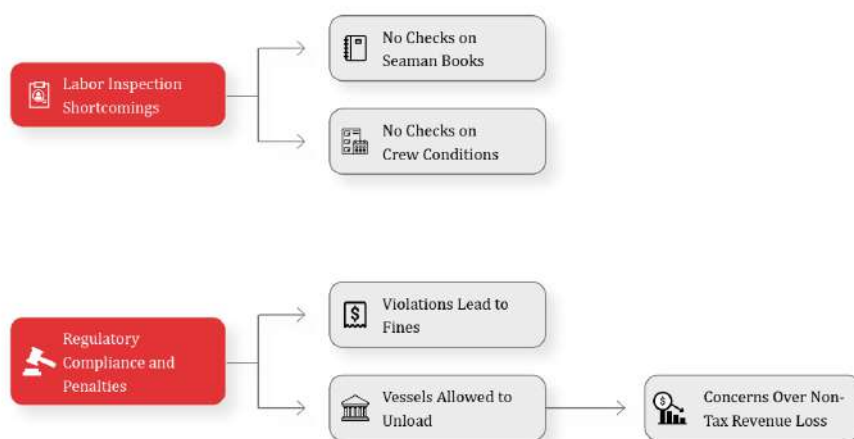 No Checks on
Seaman Books
Labor Inspection
Shortcomings
No Checks on
Crew Conditions
Violations Lead to
Fines
Regulatory
Compliance and
Penalties
Vessels Allowed to
Unload
Concerns Over Non-
Tax Revenue Loss